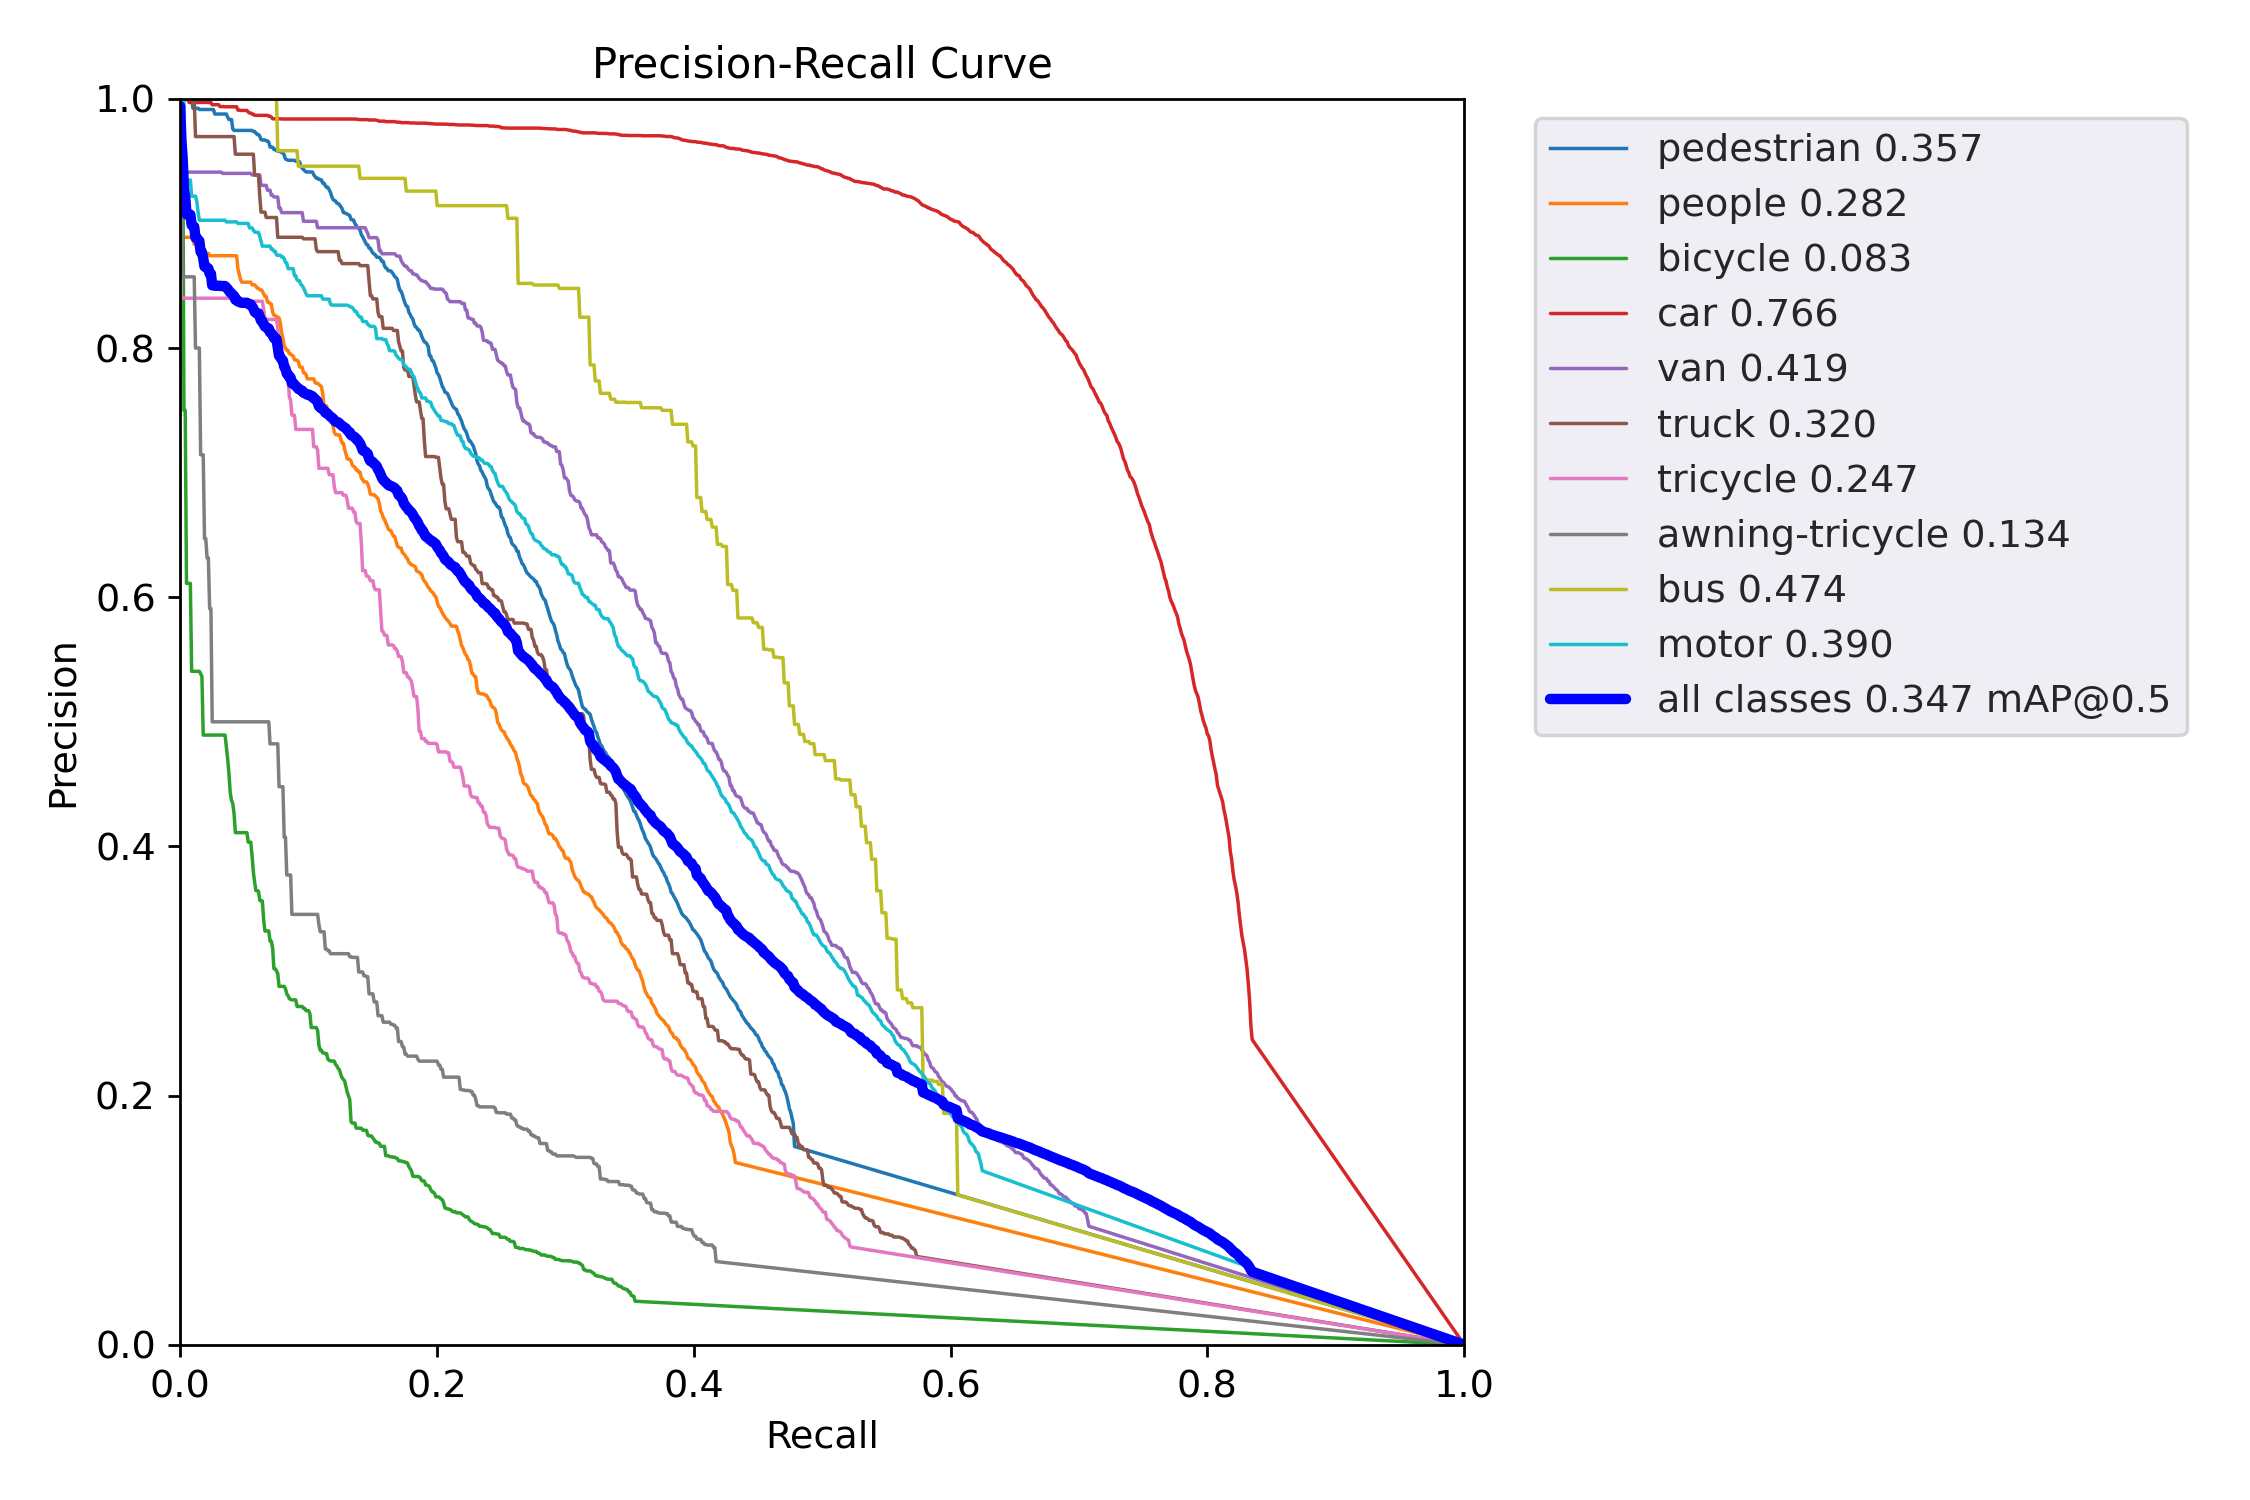 Precision-Recall Curve
1.0
0.8
0.6
0.4
0.2
0.0
Precision
0.0 0.2 0.4 0.6 0.8 1.0
Recall
pedestrian 0.357
people 0.282
bicycle 0.083
car 0.766
van 0.419
truck 0.320
tricycle 0.247
awning-tricycle 0.134
bus 0.474
motor 0.390
all classes 0.347 mAP@0.5